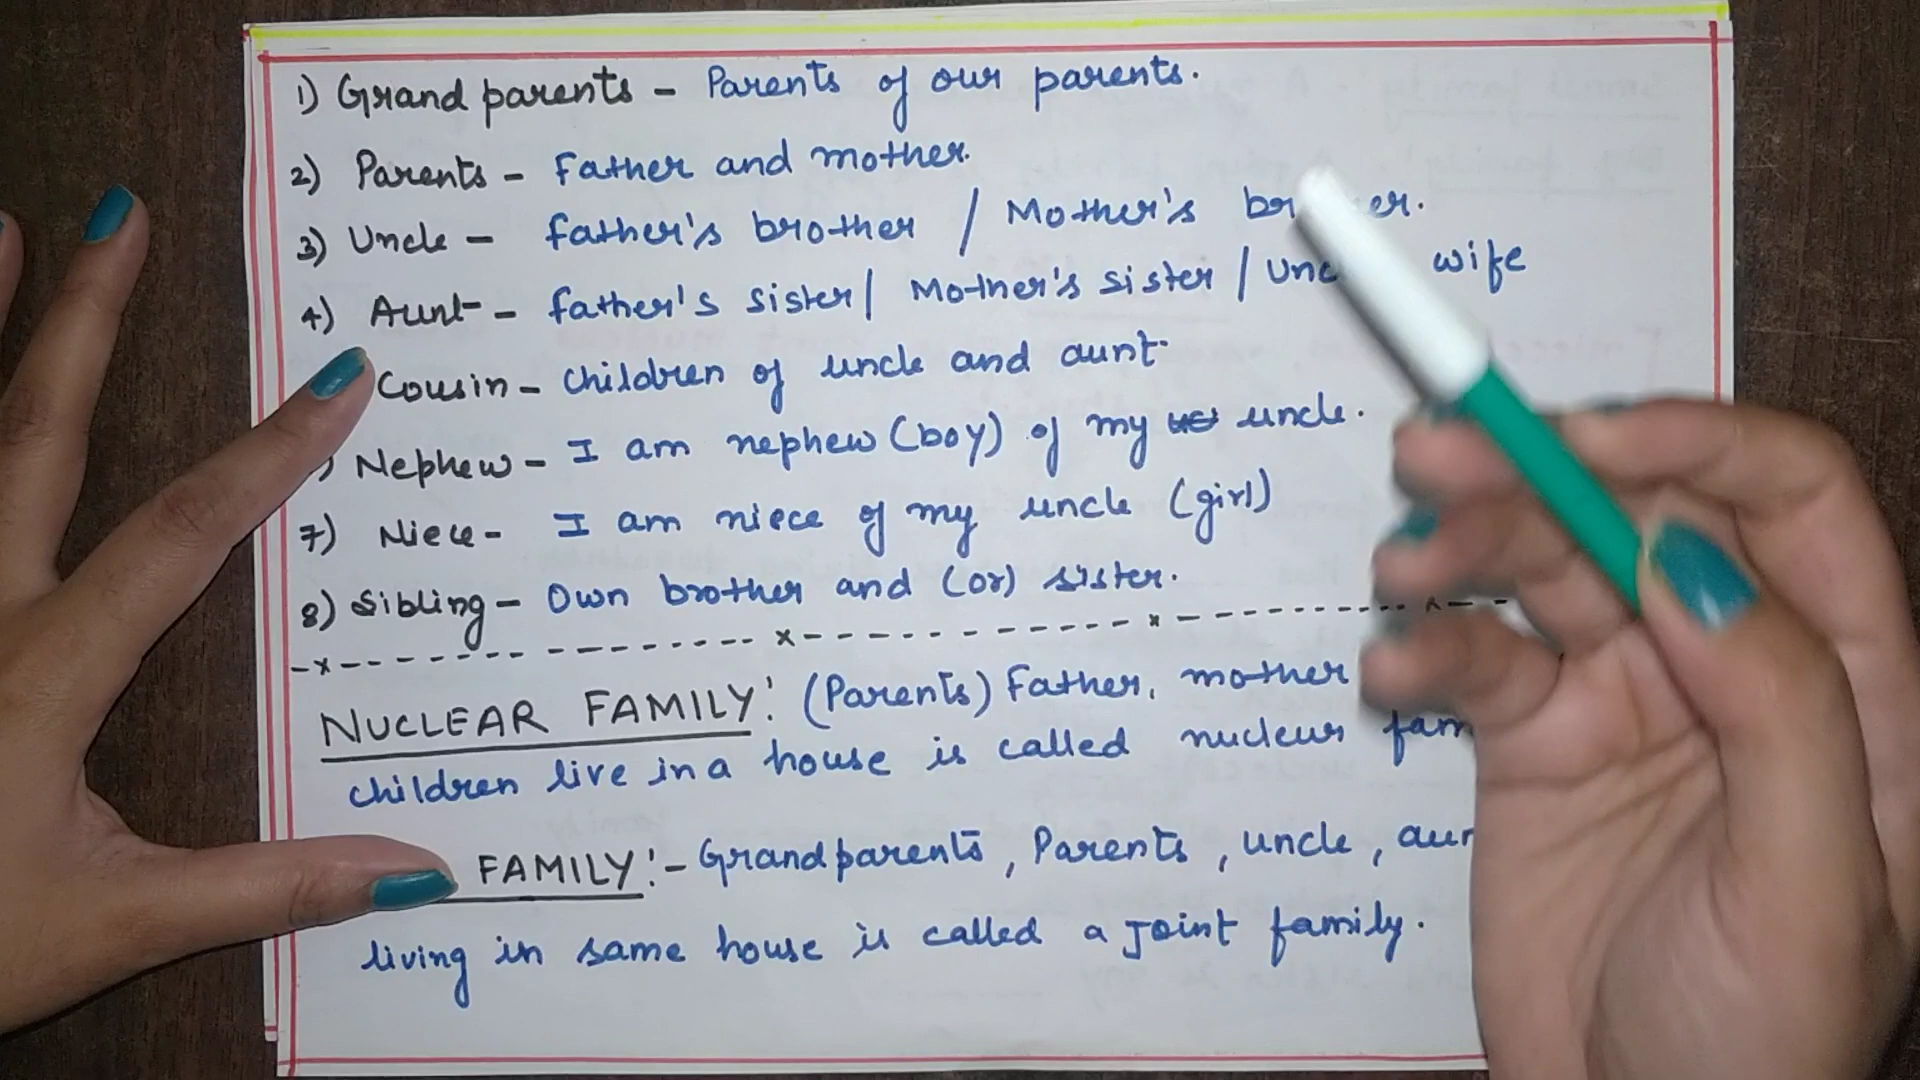 1) Grand parents - Parents of our parents.
2) Parents - Father and mother.
3) Uncle - father's brother / Mother's er.
4) Aunt - father's sister / Mother's sister / wife
Cousin - children of uncle and aunt
Nephew - I am nephew (boy) of my uncle.
7) Niece - I am niece of my uncle (girl)
8) Sibling - Own brother and (or) sister.
NUCLEAR FAMILY: (Parents) Father, mother
children live in a house is called nucleus fam
FAMILY:- Grandparents, Parents, uncle,
living in same house is called a Joint family.